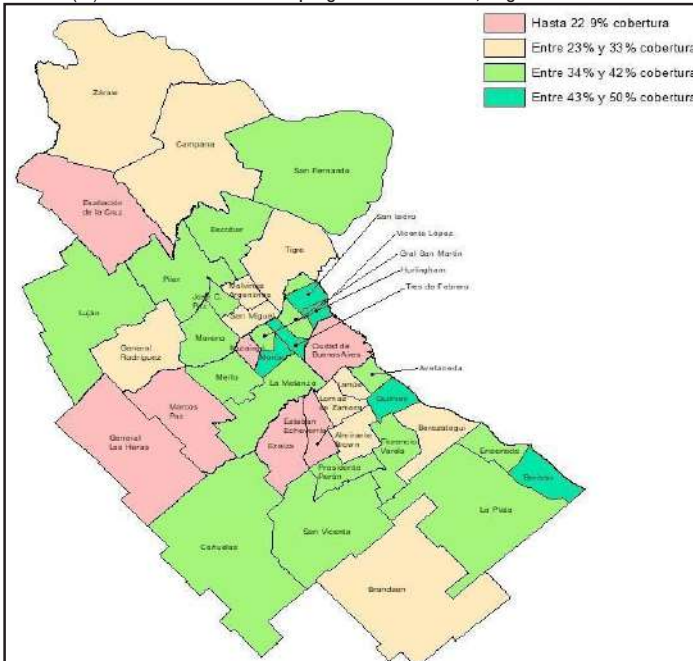 Hasta 22.9% cobertura
Entre 23% y 33% cobertura
Entre 34% y 42% cobertura
Entre 43% y 50% cobertura
Zárate
Campana
San Fernando
Exaltación
de la Cruz
San Isidro
Escobar
Vicente López
Gral San Martín
Tigre
Hurlingham
Pilar
Tres de Febrero
José C.
Paz
Malvinas
Argentinas
Luján
San Miguel
General
Rodríguez
Moreno
Ituzaingó
Morón
Ciudad de
Buenos Aires
Merlo
Avellaneda
La Matanza
Lanús
Marcos
Paz
Lomas
de Zamora
Quilmes
General
Las Heras
Esteban
Echeverría
Almirante
Brown
Berazategui
Ezeiza
Florencio
Varela
Ensenada
Presidente
Perón
Berisso
La Plata
San Vicente
Cañuelas
Brandsen